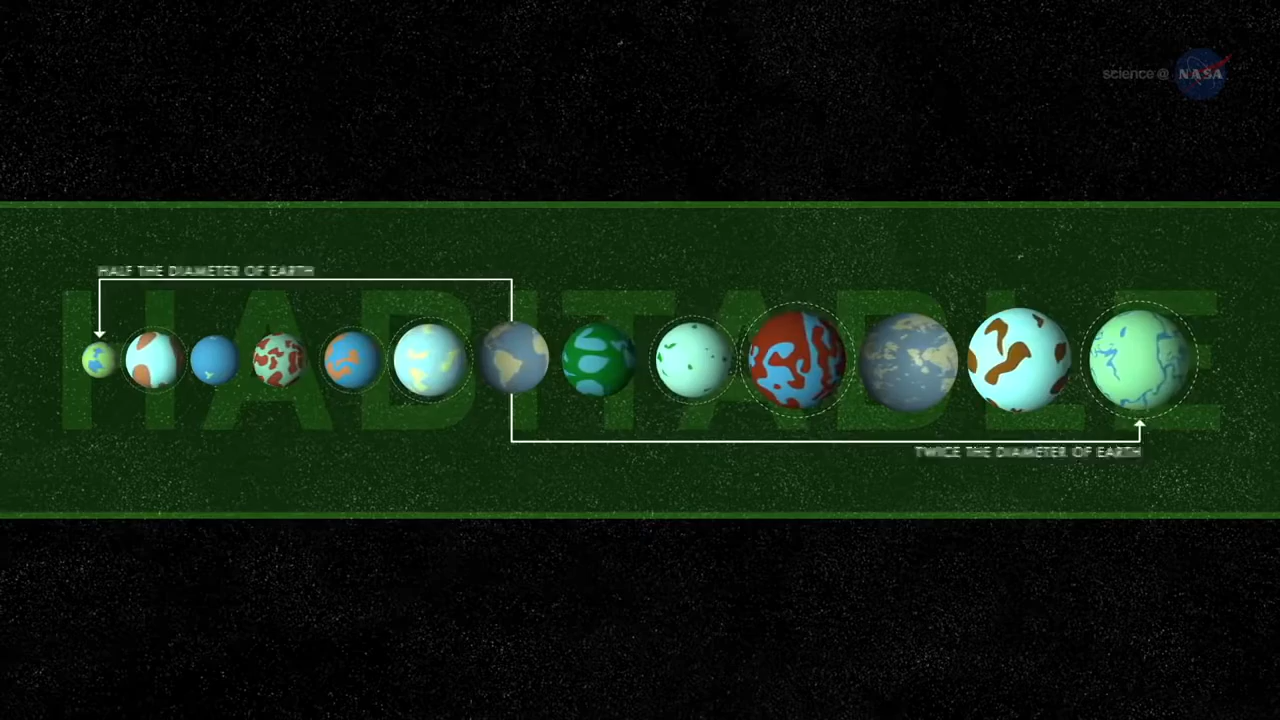 science@ NASA
HALF THE DIAMETER OF EARTH
HABITABLE
TWICE THE DIAMETER OF EARTH